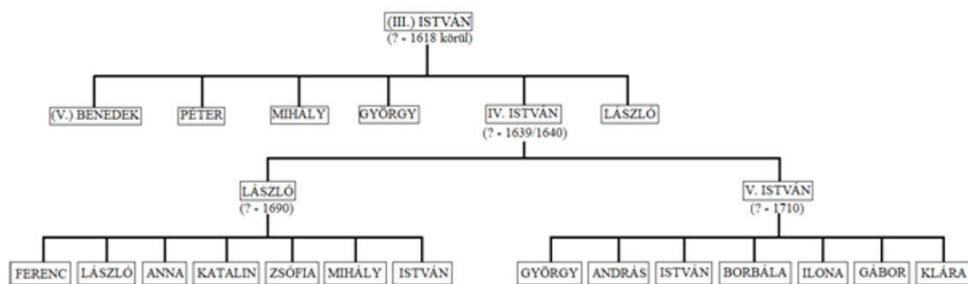 (III.) ISTVÁN
(? - 1618 körül)
(V.) BENEDEK PÉTER MIHÁLY GYÖRGY IV. ISTVÁN LÁSZLÓ
(? - 1639/1640)
LÁSZLÓ V. ISTVÁN
(? - 1690) (? - 1710)
FERENC LÁSZLÓ ANNA KATALIN ZSÓFIA MIHÁLY ISTVÁN GYÖRGY ANDRÁS ISTVÁN BORBÁLA ILONA GÁBOR KLÁRA